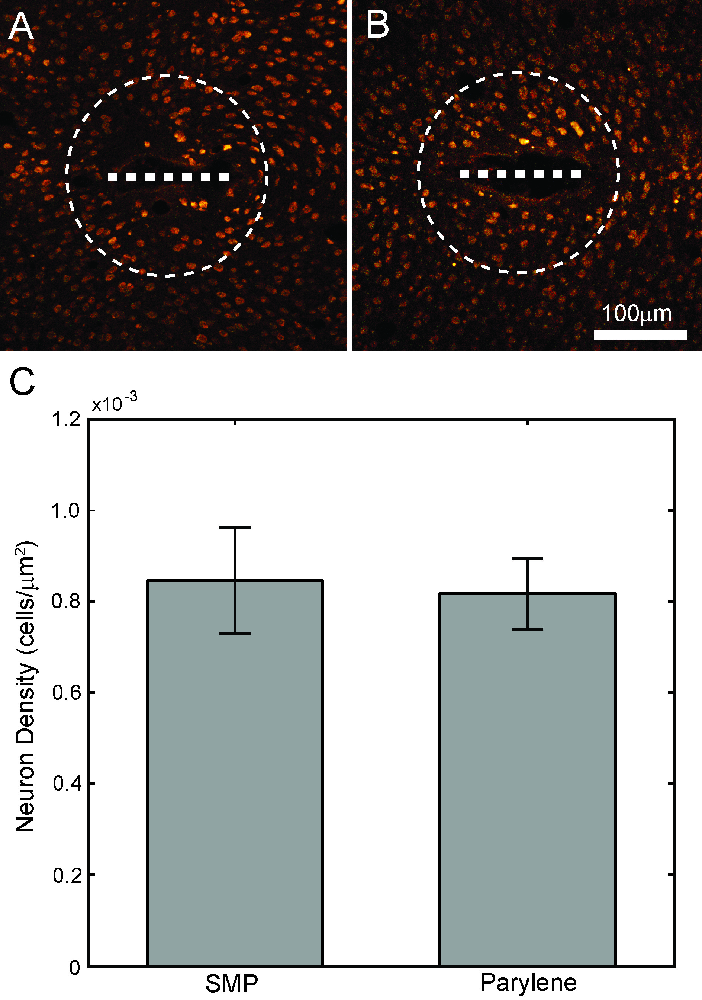 A
B
100μm
C
x10⁻³
1.2
1.0
0.8
0.6
0.4
0.2
0
Neuron Density (cells/μm²)
SMP
Parylene